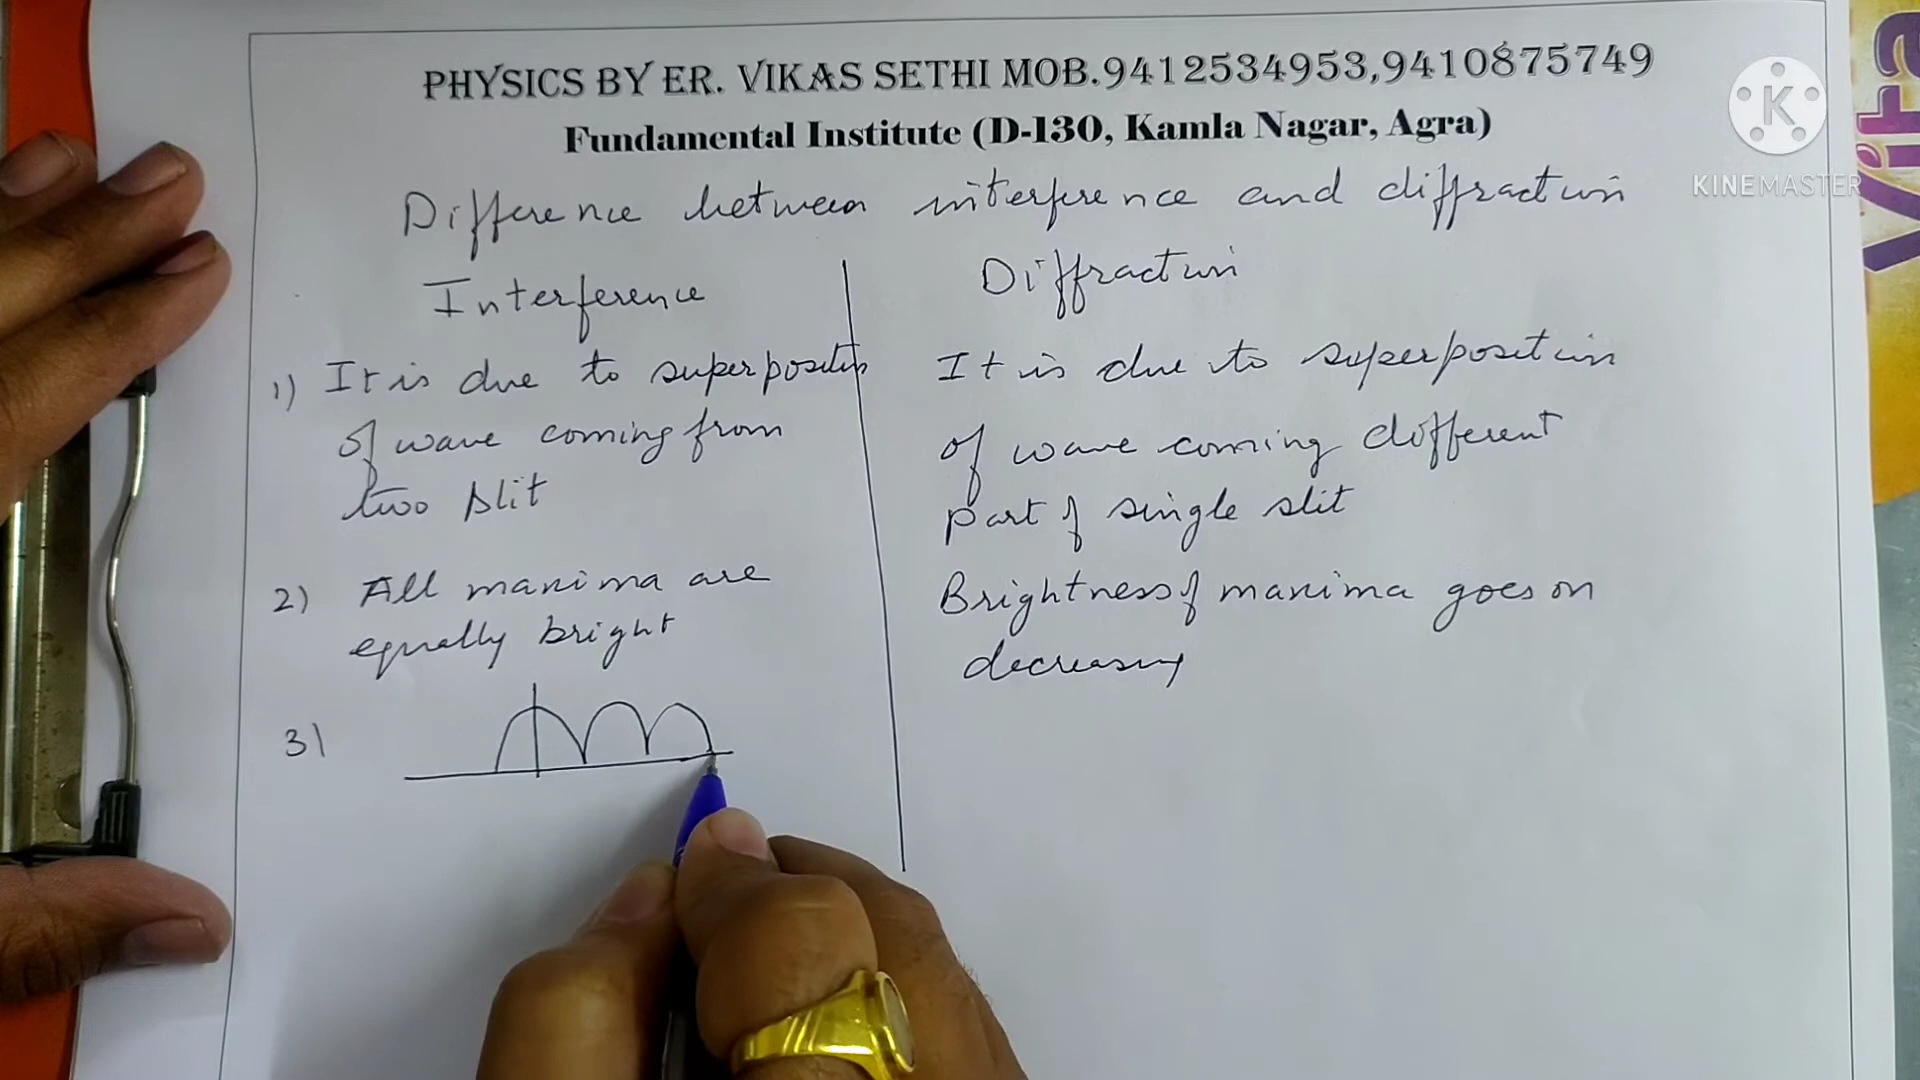 PHYSICS BY ER. VIKAS SETHI MOB.9412534953,9410875749
Fundamental Institute (D-130, Kamla Nagar, Agra)
KINEMASTER
Vita
Difference between interference and diffraction
Interference
1) It is due to superposition
of wave coming from
two slit
2) All maxima are
equally bright
3)
Diffraction
It is due to superposition
of wave coming different
part of single slit
Brightness of maxima goes on
decreasing